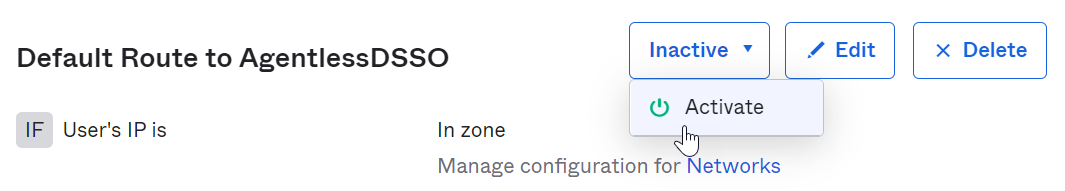 Default Route to AgentlessDSSO
Inactive
Edit
Delete
Activate
IF User's IP is
In zone
Manage configuration for Networks